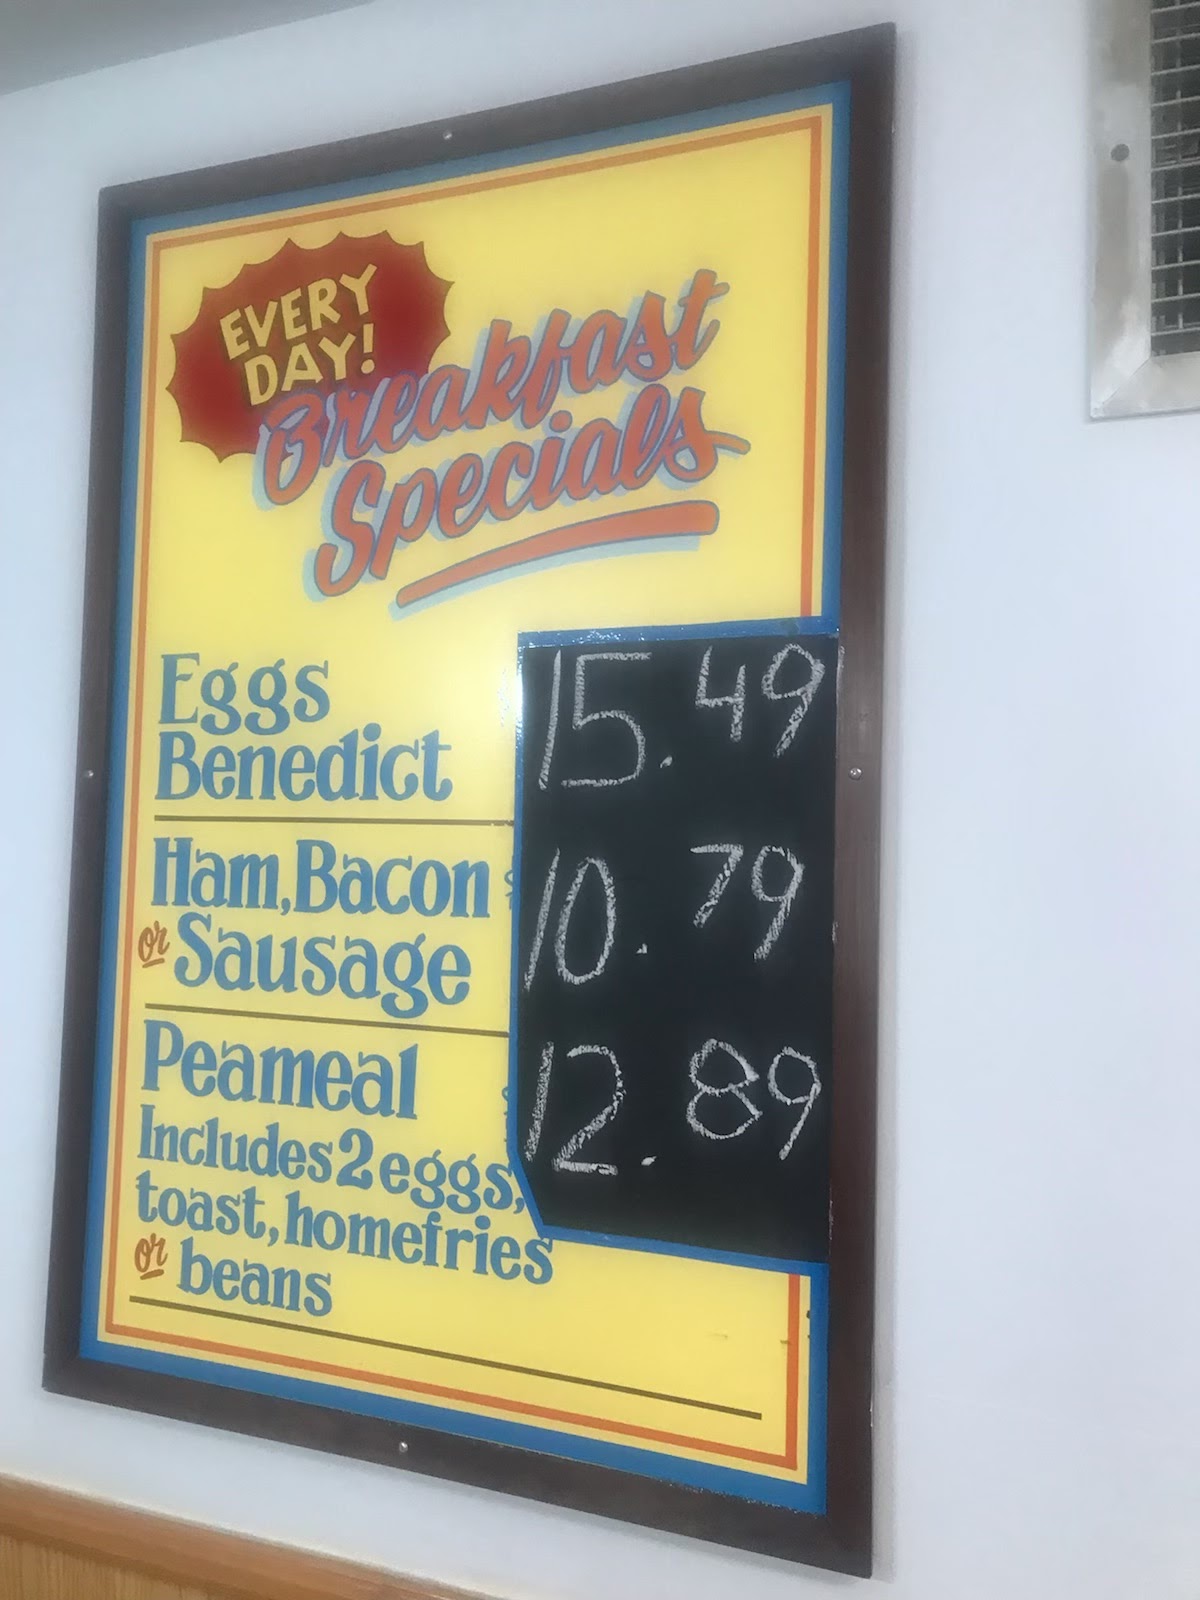 EVERY
DAY!
Breakfast
Specials
Eggs
Benedict 15.49
Ham, Bacon
or Sausage 10.79
Peameal 12.89
Includes 2 eggs,
toast, homefries
or beans